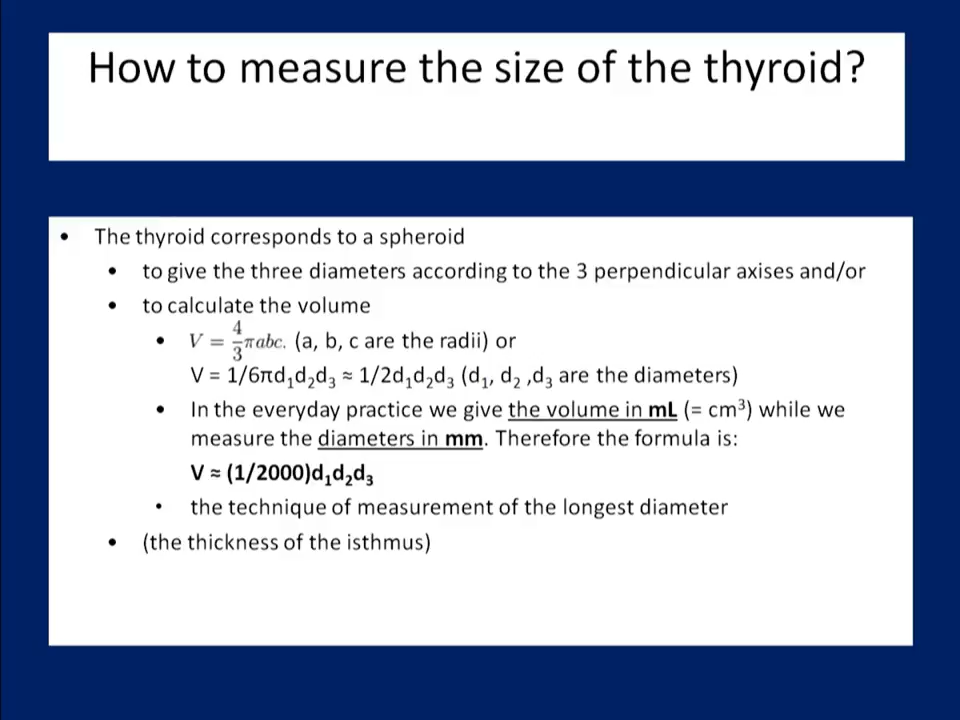 How to measure the size of the thyroid?
• The thyroid corresponds to a spheroid
• to give the three diameters according to the 3 perpendicular axises and/or
• to calculate the volume
• V = 4/3 πabc. (a, b, c are the radii) or
V = 1/6πd₁d₂d₃ ≈ 1/2d₁d₂d₃ (d₁, d₂ ,d₃ are the diameters)
• In the everyday practice we give the volume in mL (= cm³) while we
measure the diameters in mm. Therefore the formula is:
V ≈ (1/2000)d₁d₂d₃
• the technique of measurement of the longest diameter
• (the thickness of the isthmus)